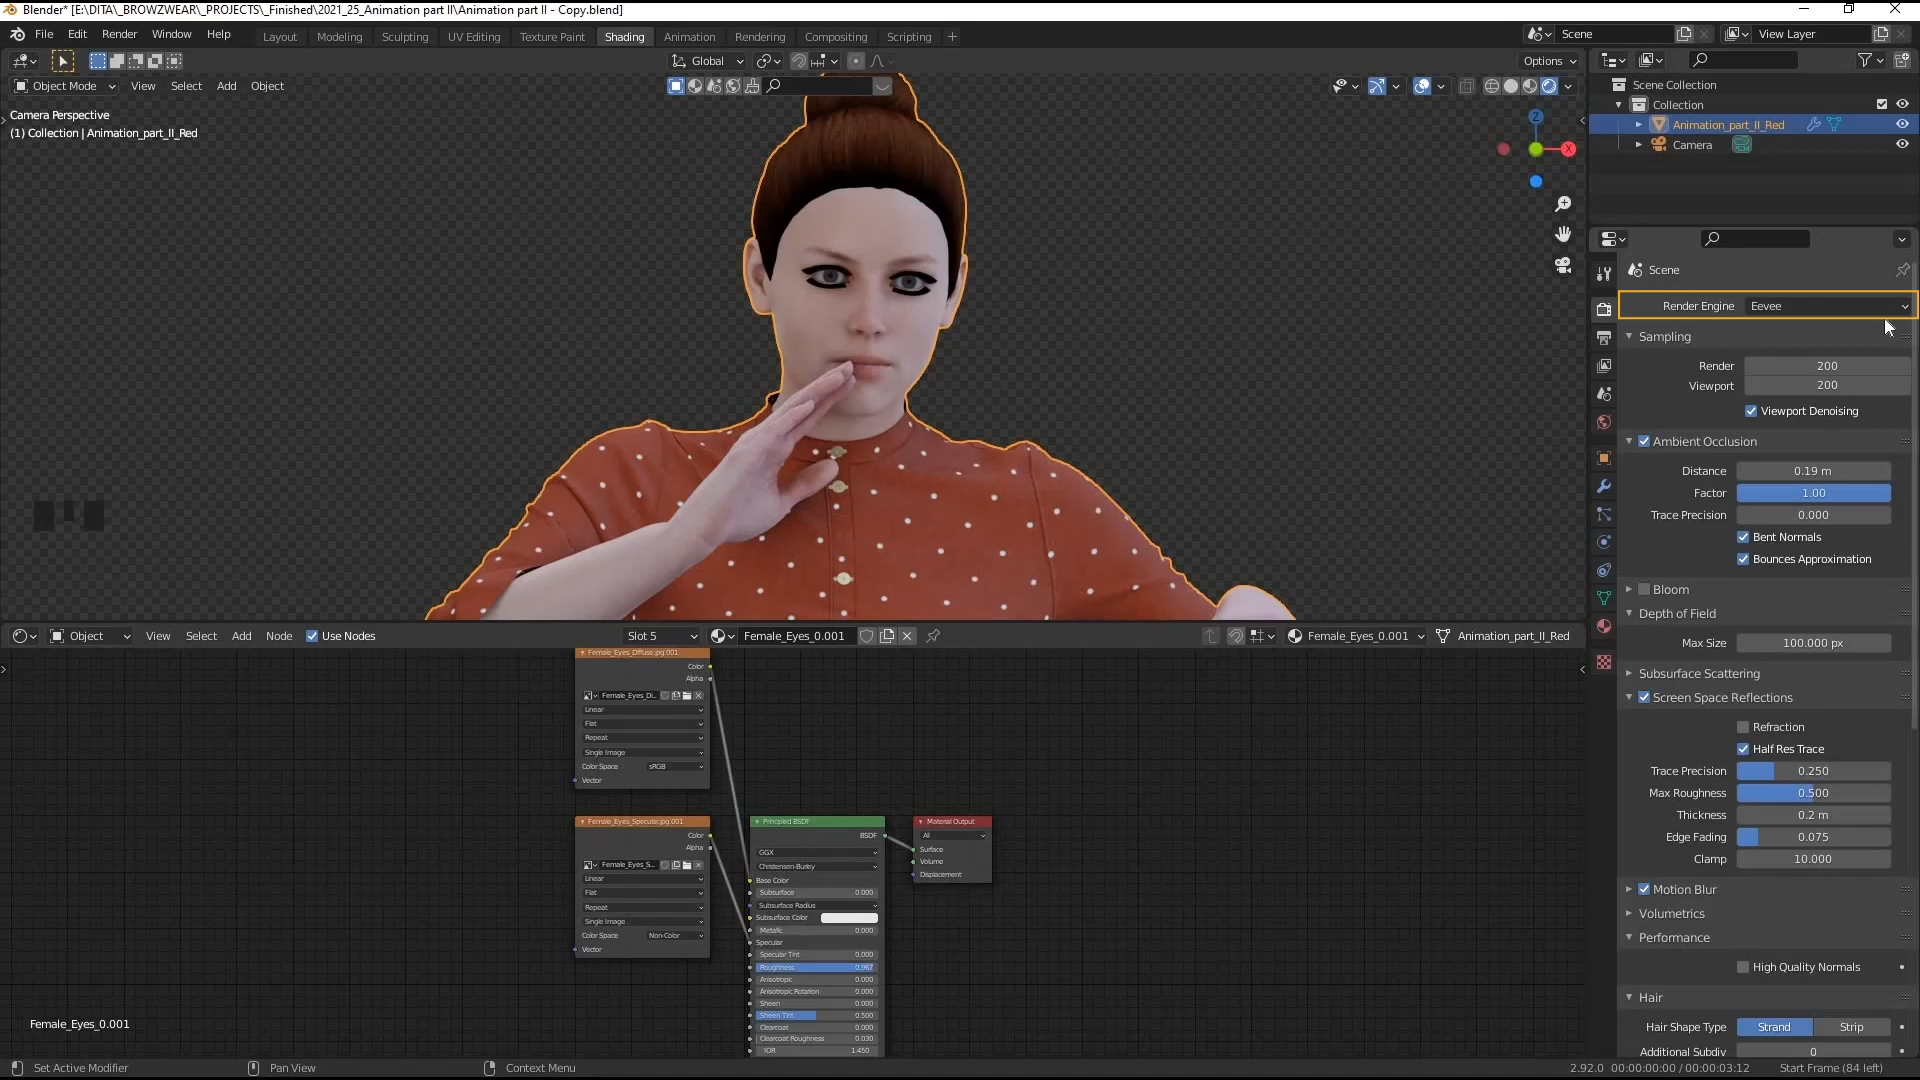 Blender* [E:\DITA\_BROWZWEAR\_PROJECTS\_Finished\2021_25_Animation part II\Animation part II - Copy.blend]
File Edit Render Window Help Layout Modeling Sculpting UV Editing Texture Paint Shading Animation Rendering Compositing Scripting + Scene View Layer
Global Options
Object Mode View Select Add Object
Camera Perspective
(1) Collection | Animation_part_II_Red
Z
X
Scene Collection
Collection
Animation_part_II_Red
Camera
Scene
Render Engine Eevee
Sampling
Render 200
Viewport 200
Viewport Denoising
Ambient Occlusion
Distance 0.19 m
Factor 1.00
Trace Precision 0.000
Bent Normals
Bounces Approximation
Bloom
Depth of Field
Max Size 100.000 px
Subsurface Scattering
Screen Space Reflections
Refraction
Half Res Trace
Trace Precision 0.250
Max Roughness 0.500
Thickness 0.2 m
Edge Fading 0.075
Clamp 10.000
Motion Blur
Volumetrics
Performance
High Quality Normals
Hair
Hair Shape Type Strand Strip
Additional Subdiv 0
Object View Select Add Node Use Nodes Slot 5 Female_Eyes_0.001 Female_Eyes_0.001 Animation_part_II_Red
Female_Eyes_Diffuse.jpg.001
Color
Alpha
Female_Eyes_Di...
Linear
Flat
Repeat
Single Image
Color Space sRGB
Vector
Female_Eyes_Specular.jpg.001
Color
Alpha
Female_Eyes_S...
Linear
Flat
Repeat
Single Image
Color Space Non-Color
Vector
Principled BSDF
BSDF
GGX
Christensen-Burley
Base Color
Subsurface 0.000
Subsurface Radius
Subsurface Color
Metallic 0.000
Specular
Specular Tint 0.000
Roughness 0.967
Anisotropic 0.000
Anisotropic Rotation 0.000
Sheen 0.000
Sheen Tint 0.500
Clearcoat 0.000
Clearcoat Roughness 0.030
IOR 1.450
Material Output
All
Surface
Volume
Displacement
Female_Eyes_0.001
Set Active Modifier Pan View Context Menu 2.92.0 00:00:00:00 / 00:00:03:12 Start Frame (84 left)